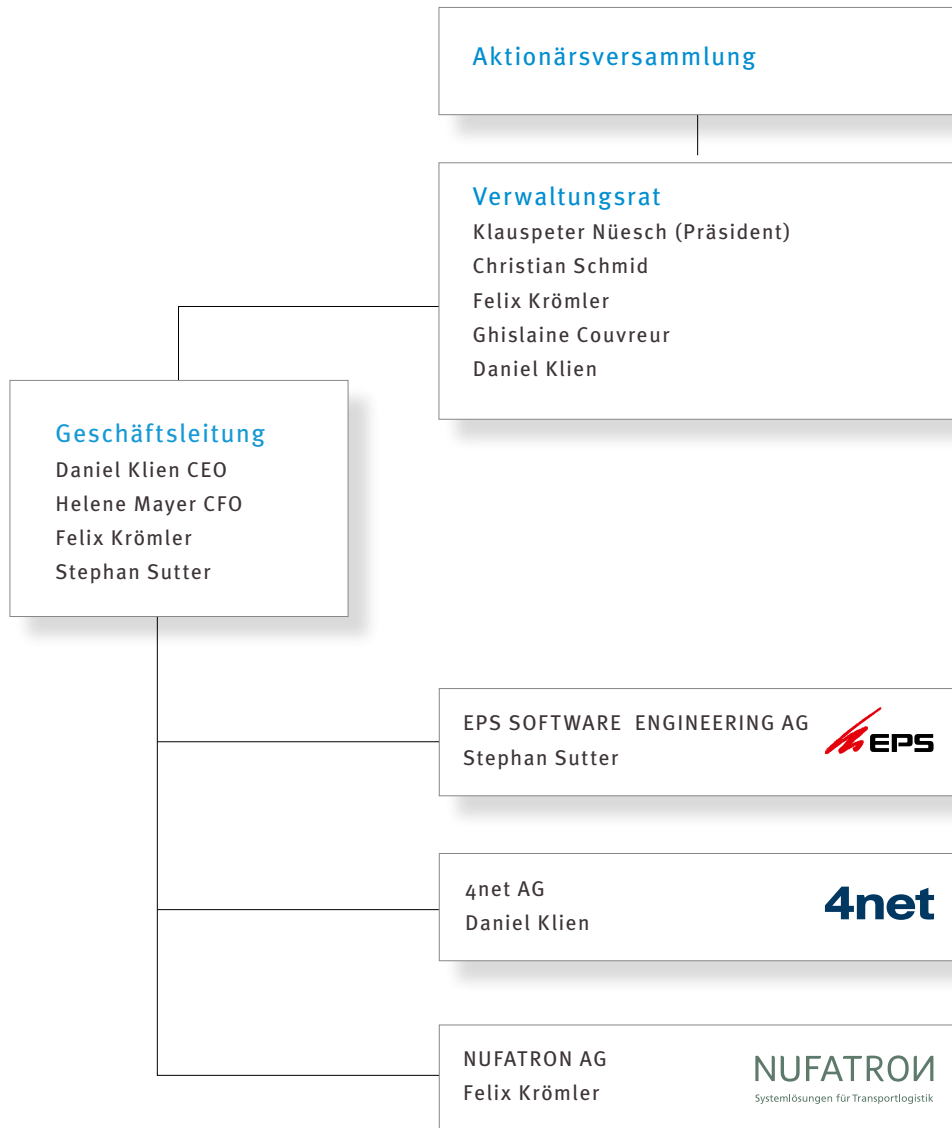 Aktionärsversammlung
Verwaltungsrat
Klauspeter Nüesch (Präsident)
Christian Schmid
Felix Krömler
Ghislaine Couvreur
Daniel Klien
Geschäftsleitung
Daniel Klien CEO
Helene Mayer CFO
Felix Krömler
Stephan Sutter
EPS SOFTWARE ENGINEERING AG
Stephan Sutter
EPS
4net AG
Daniel Klien
4net
NUFATRON AG
Felix Krömler
NUFATRON
Systemlösungen für Transportlogistik